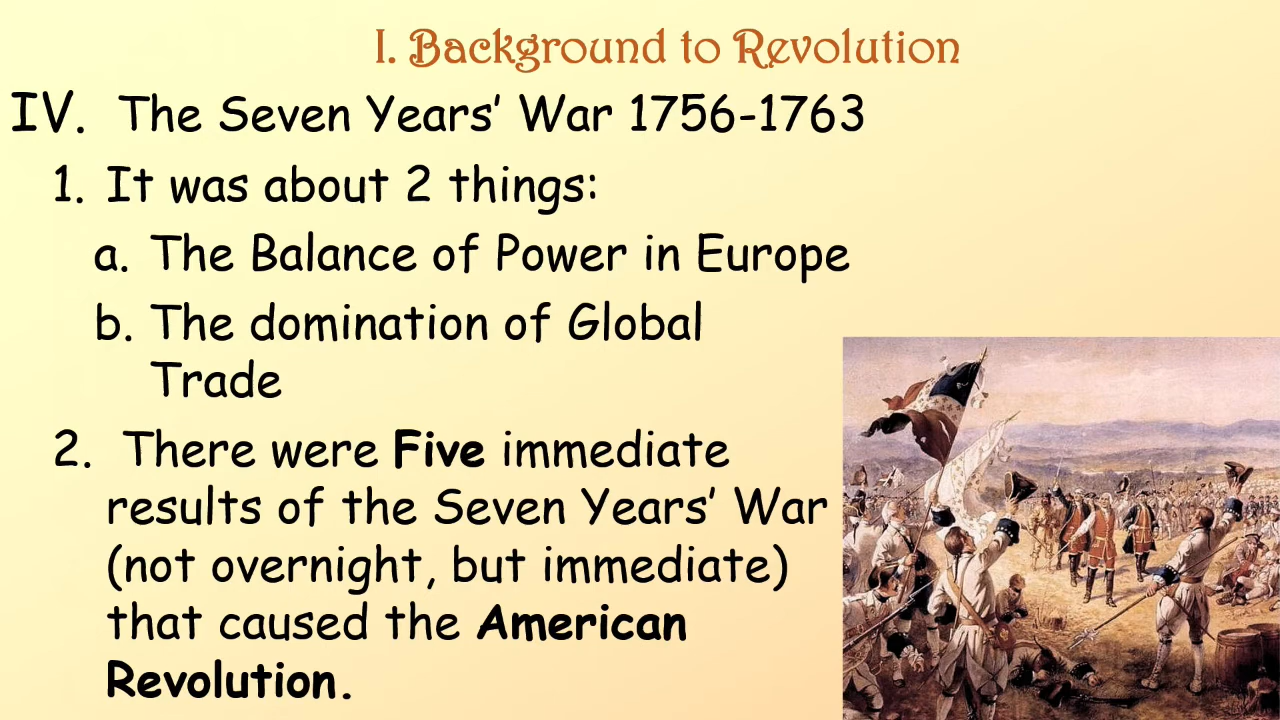 I. Background to Revolution
IV. The Seven Years’ War 1756-1763
1. It was about 2 things:
a. The Balance of Power in Europe
b. The domination of Global
Trade
2. There were Five immediate
results of the Seven Years’ War
(not overnight, but immediate)
that caused the American
Revolution.